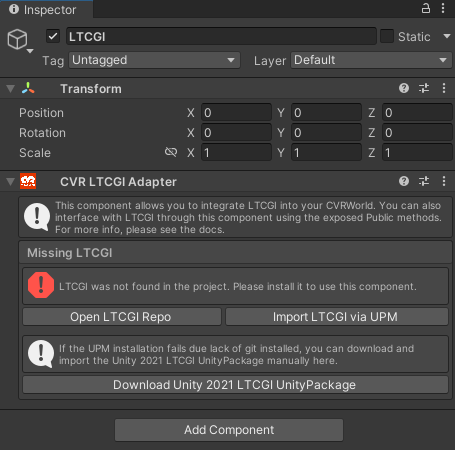 Inspector
LTCGI
Static
Tag Untagged Layer Default
Transform
Position X 0 Y 0 Z 0
Rotation X 0 Y 0 Z 0
Scale X 1 Y 1 Z 1
CVR LTCGI Adapter
This component allows you to integrate LTCGI into your CVRWorld. You can also
interface with LTCGI through this component using the exposed Public methods.
For more info, please see the docs.
Missing LTCGI
LTCGI was not found in the project. Please install it to use this component.
Open LTCGI Repo Import LTCGI via UPM
If the UPM installation fails due lack of git installed, you can download and
import the Unity 2021 LTCGI UnityPackage manually here.
Download Unity 2021 LTCGI UnityPackage
Add Component